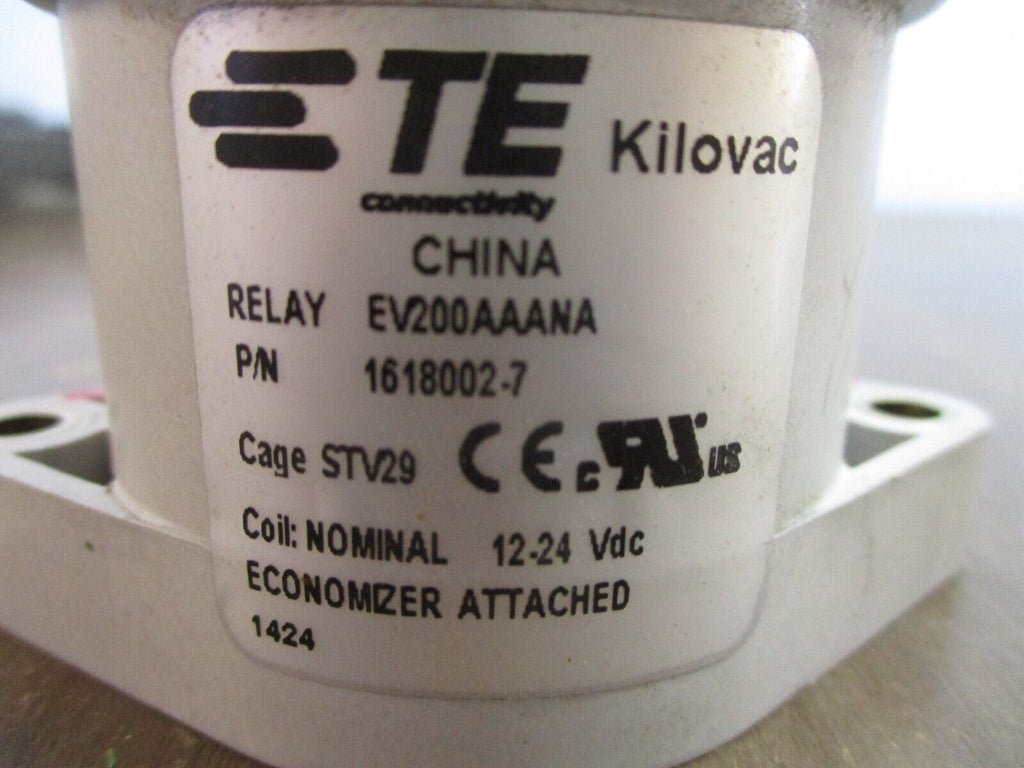 TE Kilovac
connectivity
CHINA
RELAY EV200AAANA
P/N 1618002-7
Cage STV29 CE c RU US
Coil: NOMINAL 12-24 Vdc
ECONOMIZER ATTACHED
1424